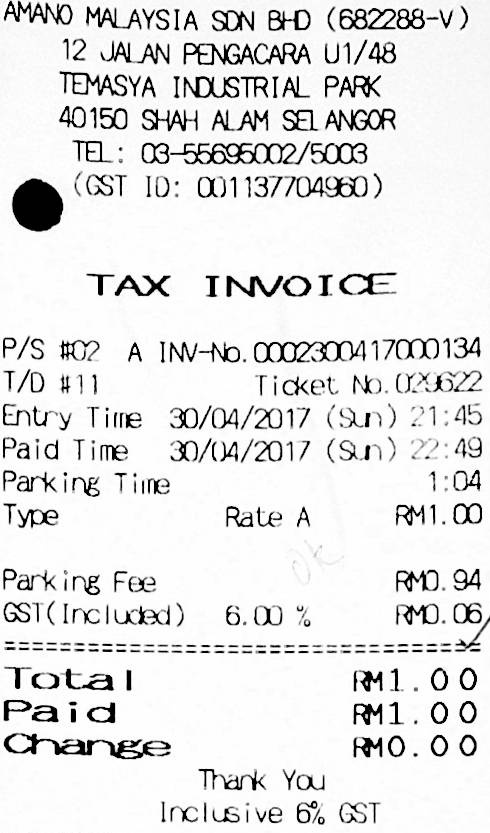 AMANO MALAYSIA SDN BHD (682288-V)
12 JALAN PENGACARA U1/48
TEMASYA INDUSTRIAL PARK
40150 SHAH ALAM SELANGOR
TEL: 03-55695002/5003
(GST ID: 001137704960)
TAX INVOICE
P/S #02 A INV-No.0002300417000134
T/D #11 Ticket No.029622
Entry Time 30/04/2017 (Sun) 21:45
Paid Time 30/04/2017 (Sun) 22:49
Parking Time 1:04
Type Rate A RM1.00
ok
Parking Fee RM0.94
GST(Included) 6.00 % RM0.06
Total RM1.00
Paid RM1.00
Change RM0.00
Thank You
Inclusive 6% GST